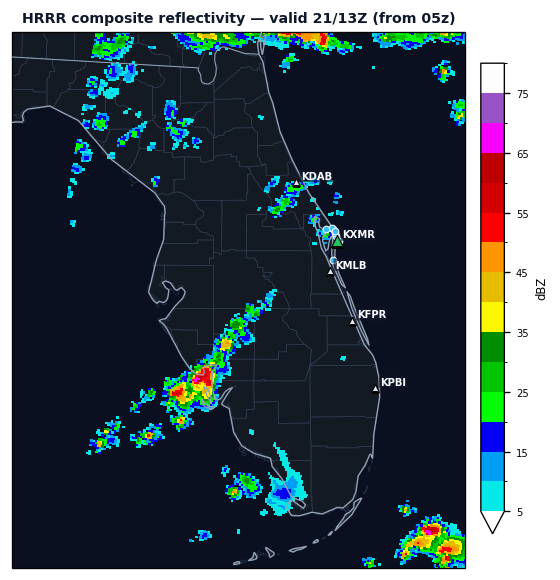 HRRR composite reflectivity — valid 21/13Z (from 05z)
KDAB
KXMR
KMLB
KFPR
KPBI
75
65
55
45
35
25
15
5
dBZ